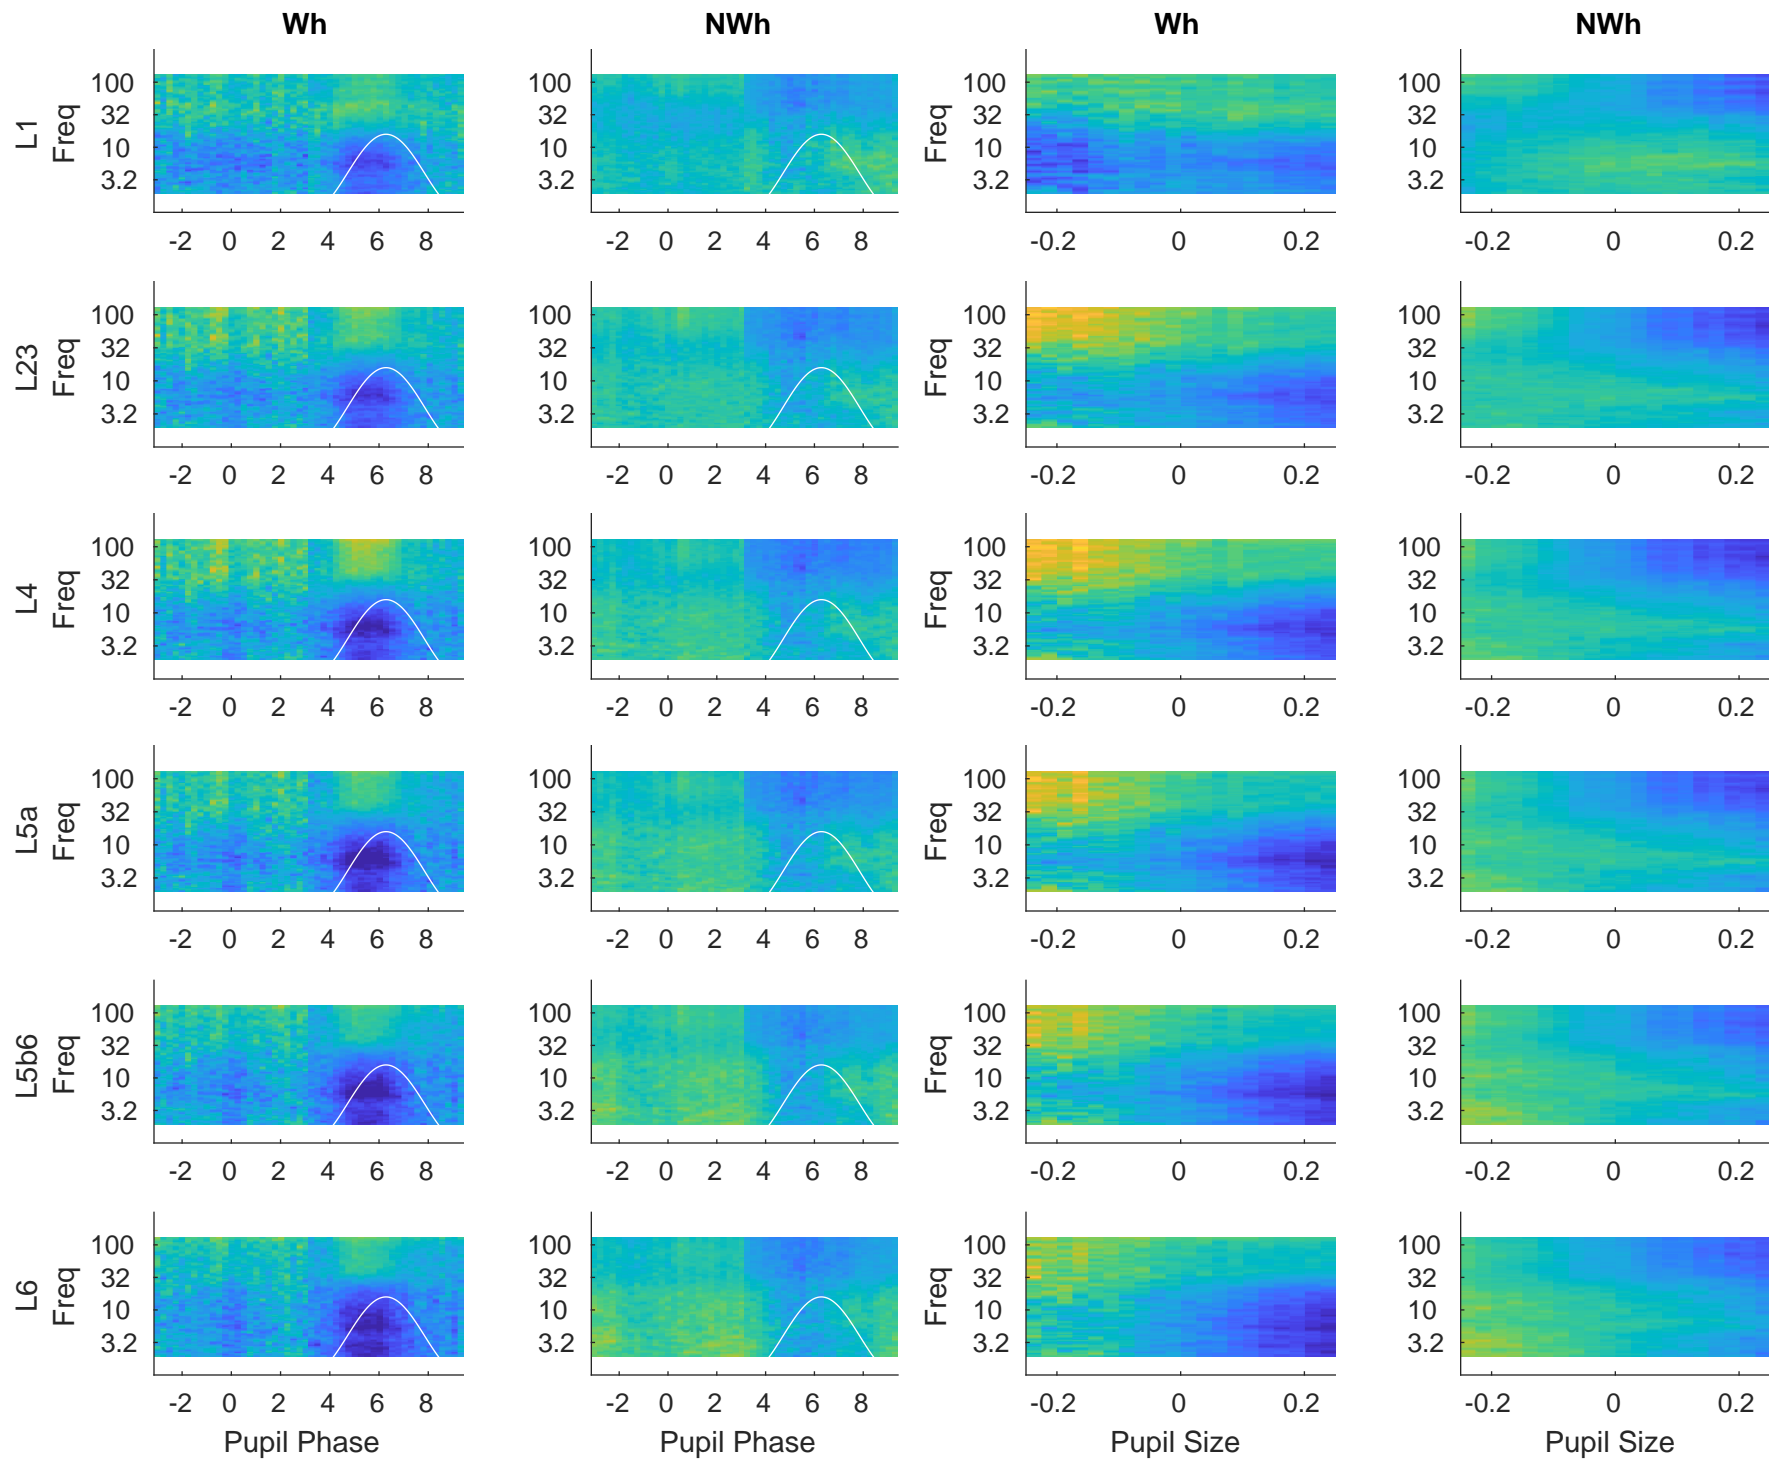 Wh NWh Wh NWh
L1 Freq 100 32 10 3.2 Freq 100 32 10 3.2
-2 0 2 4 6 8 -2 0 2 4 6 8 -0.2 0 0.2 -0.2 0 0.2
L23 Freq 100 32 10 3.2 100 32 10 3.2 Freq 100 32 10 3.2 100 32 10 3.2
-2 0 2 4 6 8 -2 0 2 4 6 8 -0.2 0 0.2 -0.2 0 0.2
L4 Freq 100 32 10 3.2 100 32 10 3.2 Freq 100 32 10 3.2 100 32 10 3.2
-2 0 2 4 6 8 -2 0 2 4 6 8 -0.2 0 0.2 -0.2 0 0.2
L5a Freq 100 32 10 3.2 100 32 10 3.2 Freq 100 32 10 3.2 100 32 10 3.2
-2 0 2 4 6 8 -2 0 2 4 6 8 -0.2 0 0.2 -0.2 0 0.2
L5b6 Freq 100 32 10 3.2 100 32 10 3.2 Freq 100 32 10 3.2 100 32 10 3.2
-2 0 2 4 6 8 -2 0 2 4 6 8 -0.2 0 0.2 -0.2 0 0.2
L6 Freq 100 32 10 3.2 100 32 10 3.2 Freq 100 32 10 3.2 100 32 10 3.2
-2 0 2 4 6 8 -2 0 2 4 6 8 -0.2 0 0.2 -0.2 0 0.2
Pupil Phase Pupil Phase Pupil Size Pupil Size